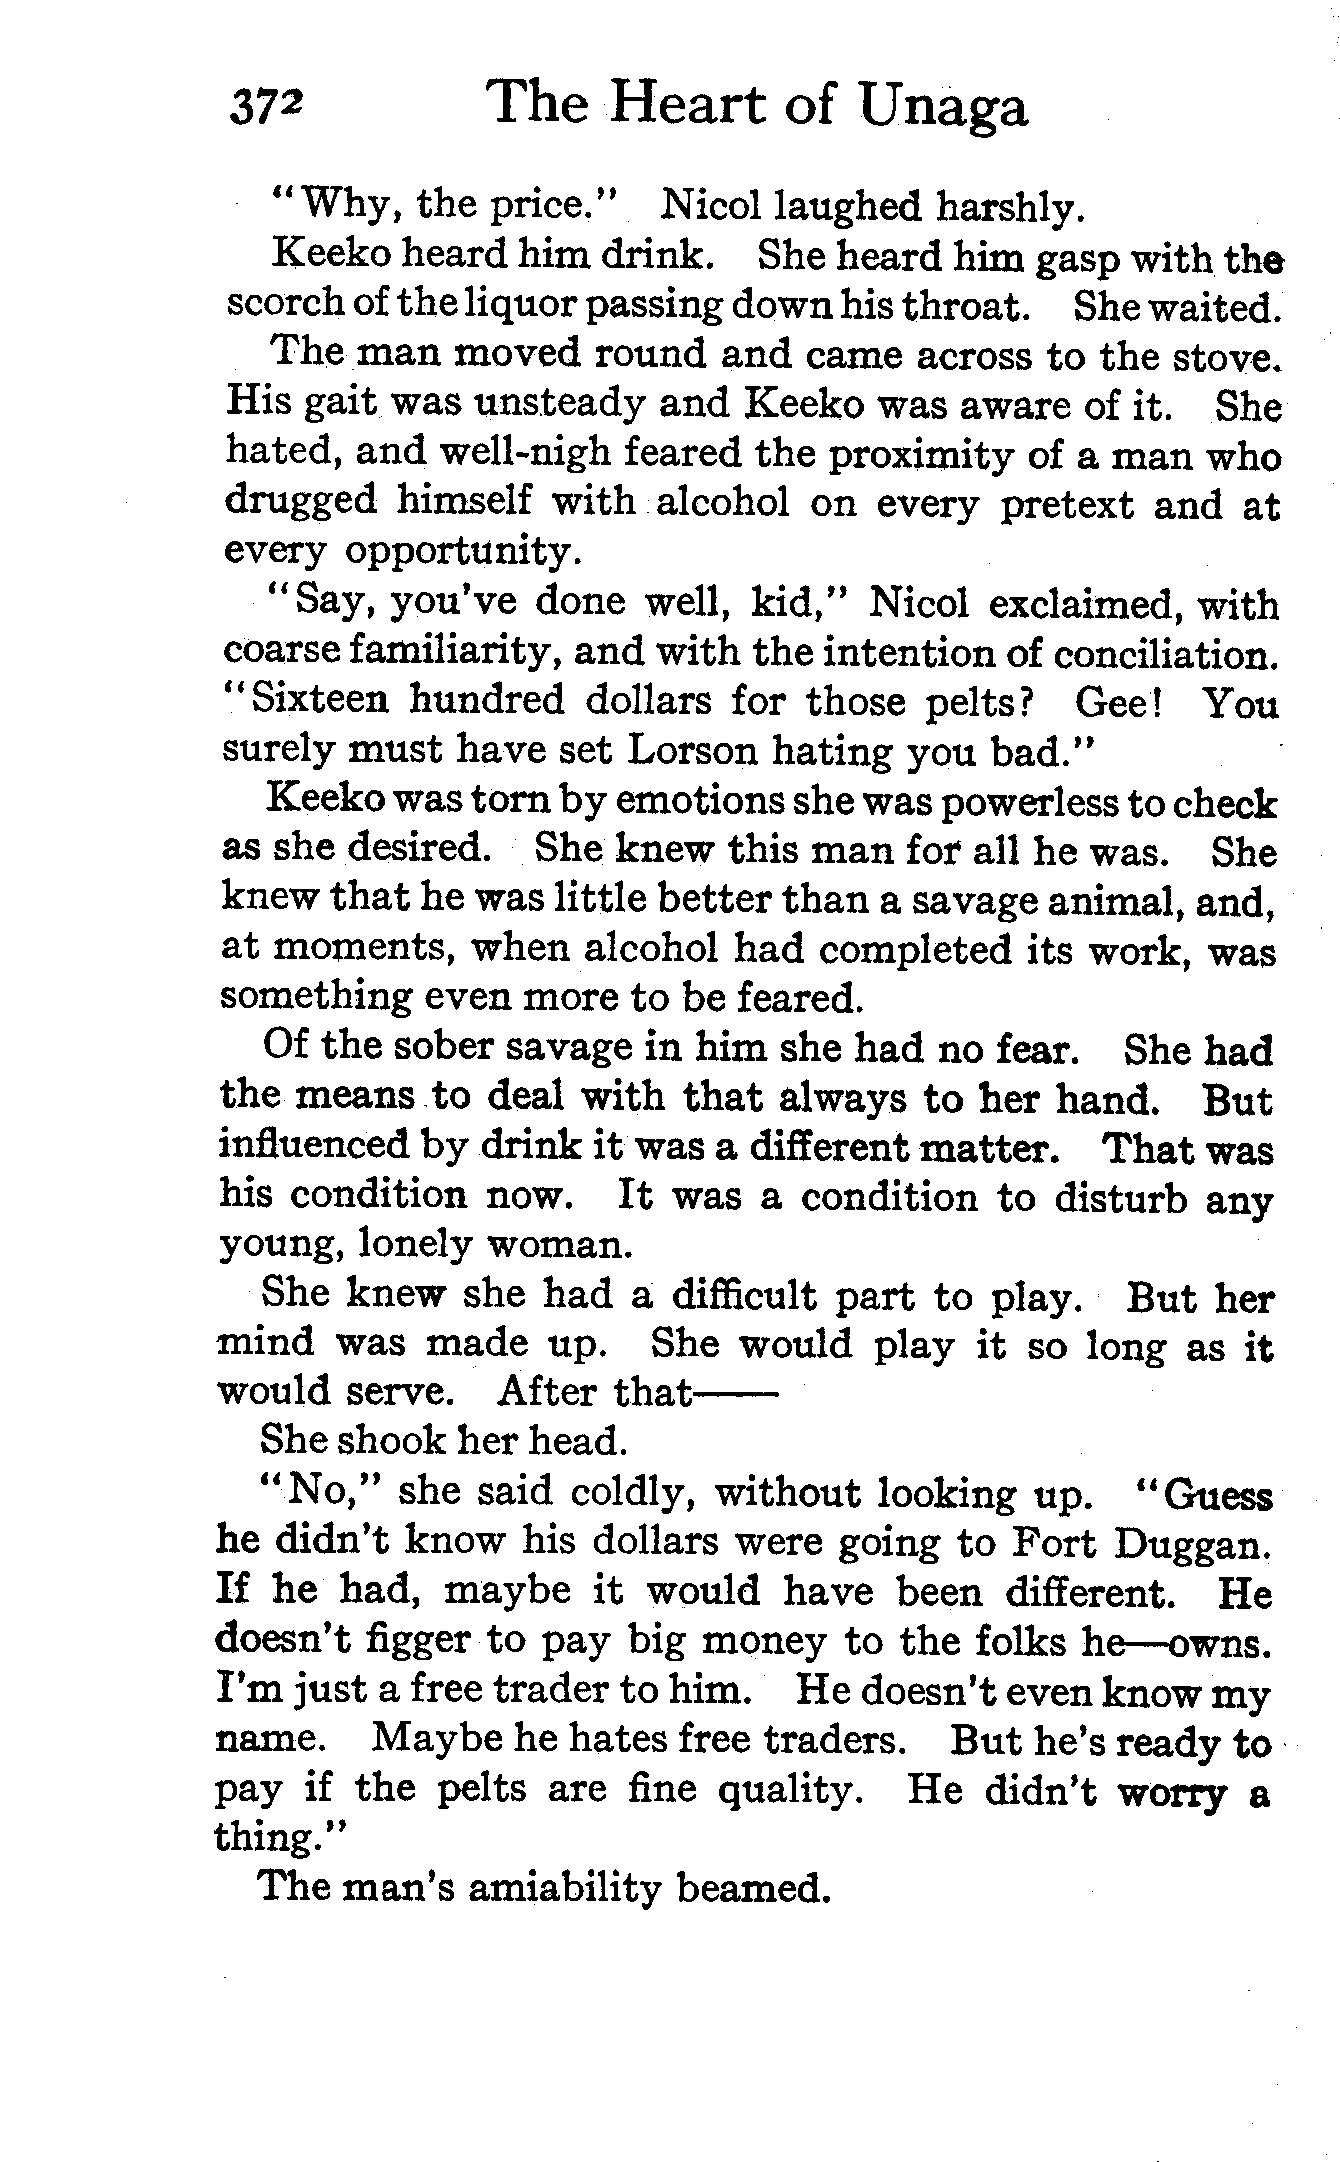 372 The Heart of Unaga
"Why, the price." Nicol laughed harshly.
Keeko heard him drink. She heard him gasp with the
scorch of the liquor passing down his throat. She waited.
The man moved round and came across to the stove.
His gait was unsteady and Keeko was aware of it. She
hated, and well-nigh feared the proximity of a man who
drugged himself with alcohol on every pretext and at
every opportunity.
"Say, you've done well, kid," Nicol exclaimed, with
coarse familiarity, and with the intention of conciliation.
"Sixteen hundred dollars for those pelts? Gee! You
surely must have set Lorson hating you bad."
Keeko was torn by emotions she was powerless to check
as she desired. She knew this man for all he was. She
knew that he was little better than a savage animal, and,
at moments, when alcohol had completed its work, was
something even more to be feared.
Of the sober savage in him she had no fear. She had
the means to deal with that always to her hand. But
influenced by drink it was a different matter. That was
his condition now. It was a condition to disturb any
young, lonely woman.
She knew she had a difficult part to play. But her
mind was made up. She would play it so long as it
would serve. After that——
She shook her head.
"No," she said coldly, without looking up. "Guess
he didn't know his dollars were going to Fort Duggan.
If he had, maybe it would have been different. He
doesn't figger to pay big money to the folks he—owns.
I'm just a free trader to him. He doesn't even know my
name. Maybe he hates free traders. But he's ready to
pay if the pelts are fine quality. He didn't worry a
thing."
The man's amiability beamed.